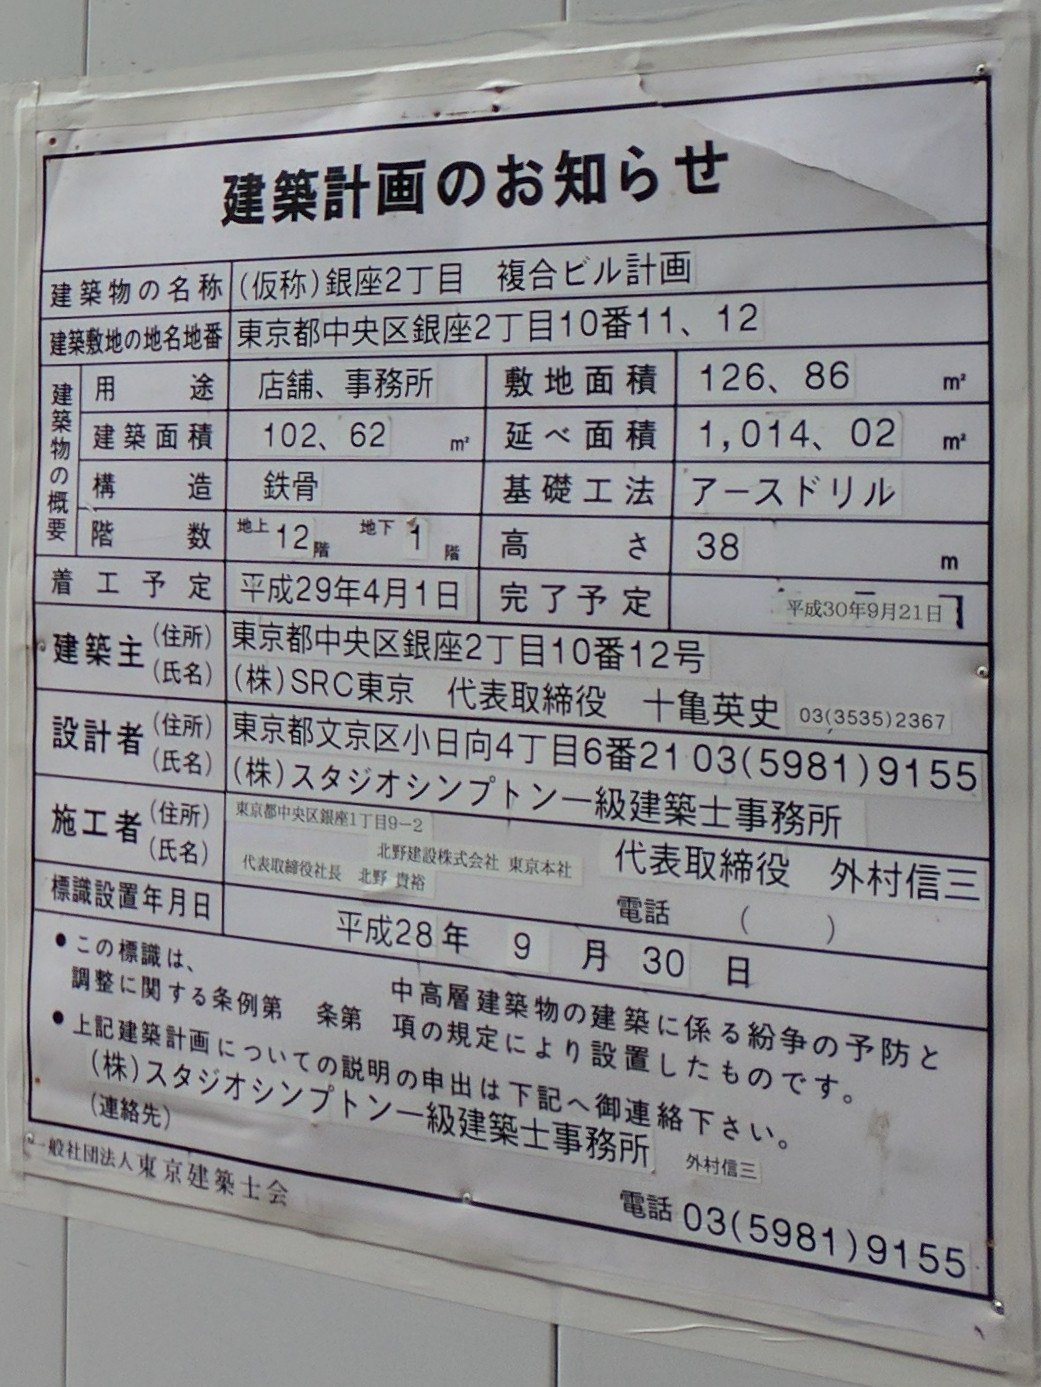 建築計画のお知らせ
建築物の名称 (仮称)銀座2丁目 複合ビル計画
建築敷地の地名地番 東京都中央区銀座2丁目10番11、12
建築物の概要
用途 店舗、事務所 敷地面積 126、86 m²
建築面積 102、62 m² 延べ面積 1,014、02 m²
構造 鉄骨 基礎工法 アースドリル
階数 地上12階 地下1階 高さ 38 m
着工予定 平成29年4月1日 完了予定 平成30年9月21日
建築主 (住所) 東京都中央区銀座2丁目10番12号
(氏名) (株)SRC東京 代表取締役 十亀英史 03(3535)2367
設計者 (住所) 東京都文京区小日向4丁目6番21 03(5981)9155
(氏名) (株)スタジオシンプトン一級建築士事務所
代表取締役 外村信三
施工者 (住所) 東京都中央区銀座1丁目9-2
(氏名) 北野建設株式会社 東京本社
代表取締役社長 北野 貴裕
電話 ( )
標識設置年月日 平成28年 9 月 30 日
●この標識は、 中高層建築物の建築に係る紛争の予防と
調整に関する条例第 条第 項の規定により設置したものです。
●上記建築計画についての説明の申出は下記へ御連絡下さい。
(株)スタジオシンプトン一級建築士事務所
(連絡先) 外村信三
電話 03(5981)9155
一般社団法人東京建築士会